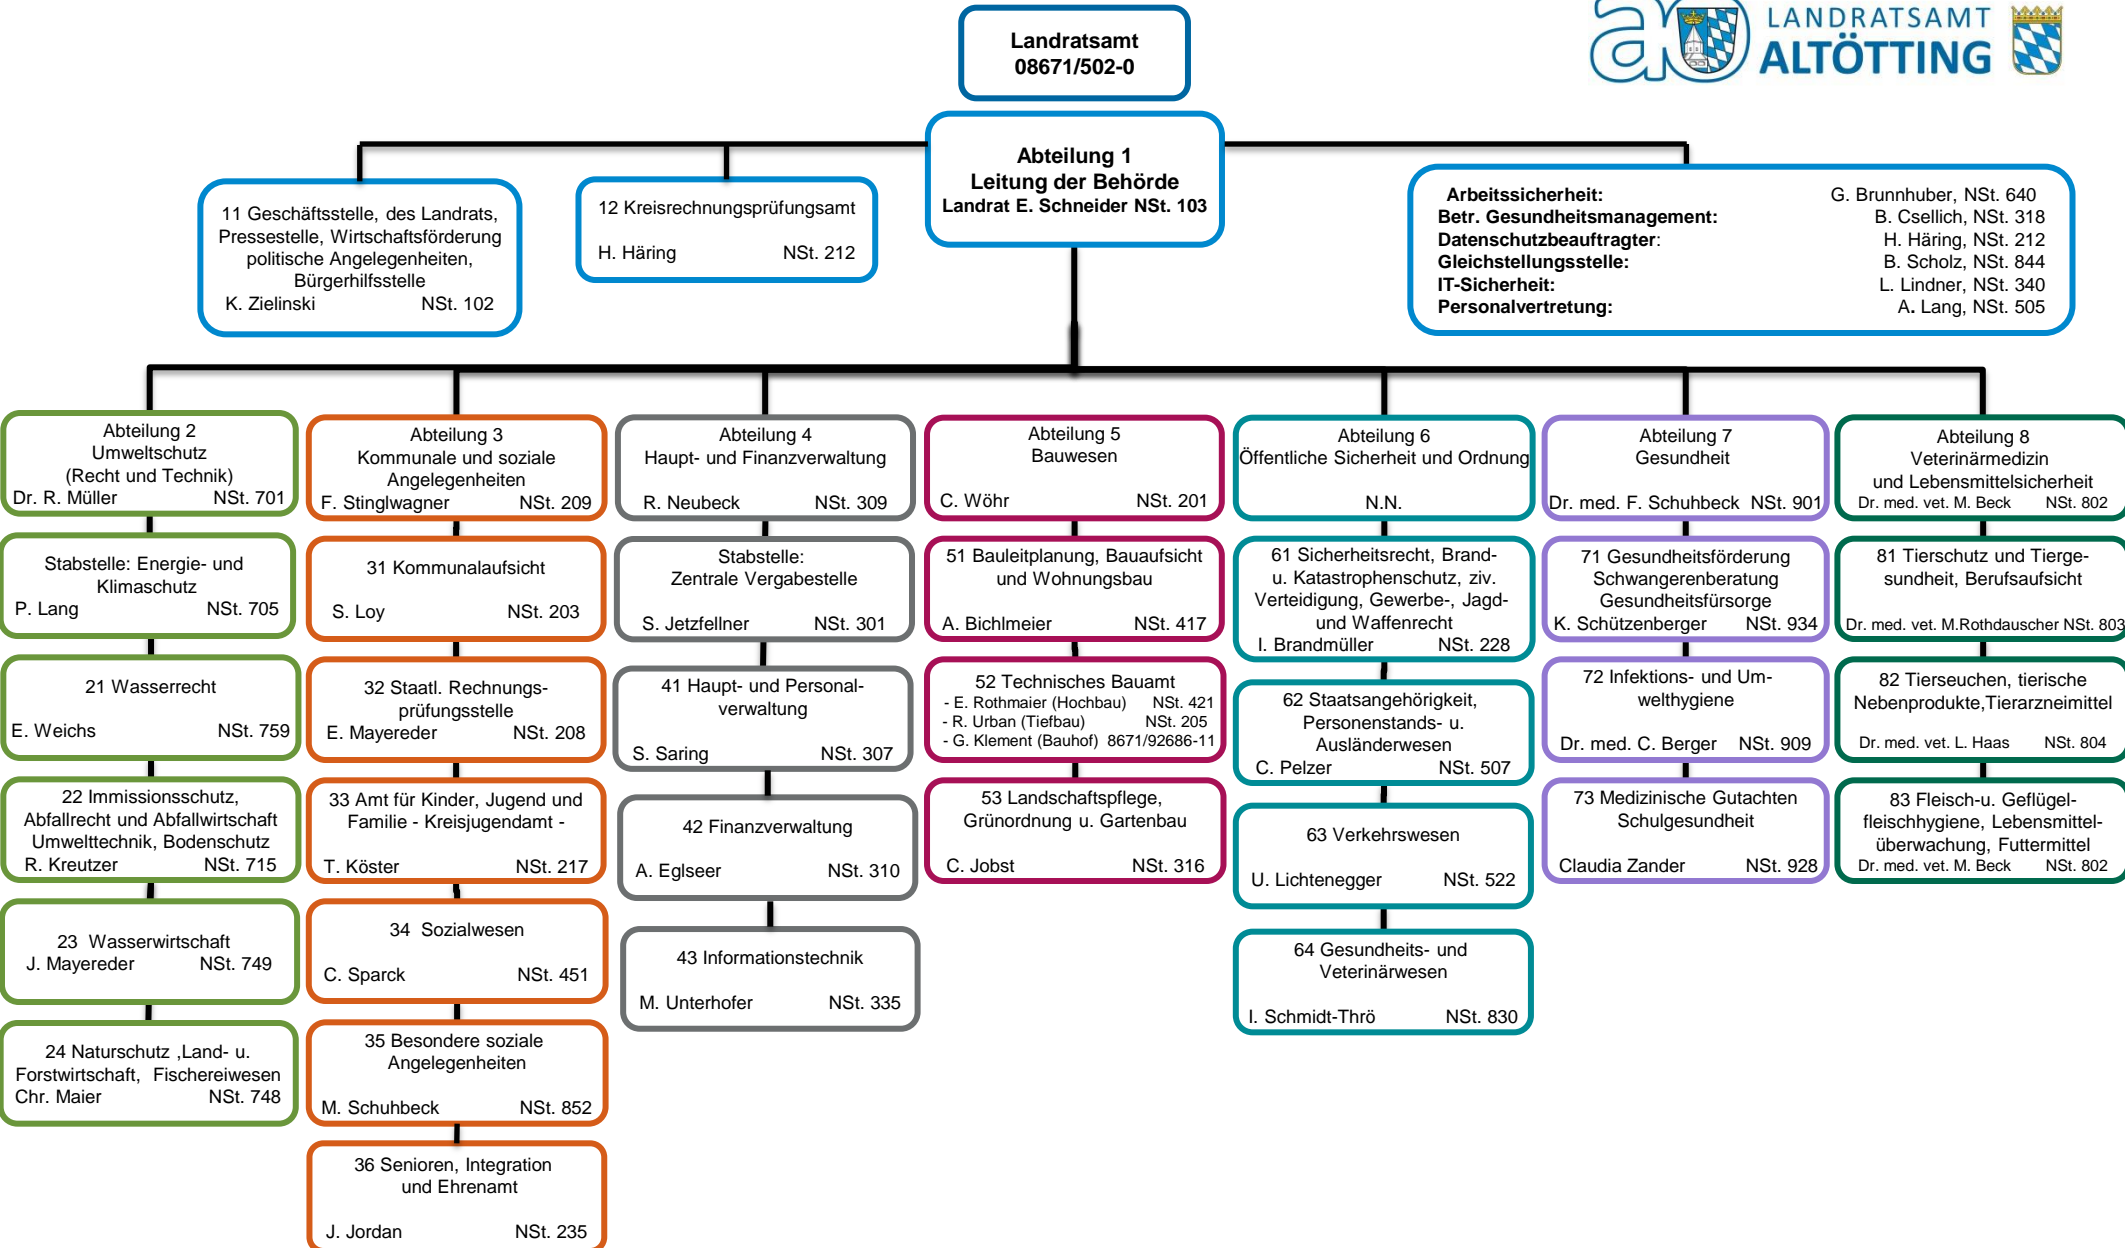 Landratsamt
08671/502-0
ao LANDRATSAMT
ALTÖTTING
Abteilung 1
Leitung der Behörde
Landrat E. Schneider NSt. 103
11 Geschäftsstelle, des Landrats,
Pressestelle, Wirtschaftsförderung
politische Angelegenheiten,
Bürgerhilfsstelle
K. Zielinski NSt. 102
12 Kreisrechnungsprüfungsamt
H. Häring NSt. 212
Arbeitssicherheit: G. Brunnhuber, NSt. 640
Betr. Gesundheitsmanagement: B. Csellich, NSt. 318
Datenschutzbeauftragter: H. Häring, NSt. 212
Gleichstellungsstelle: B. Scholz, NSt. 844
IT-Sicherheit: L. Lindner, NSt. 340
Personalvertretung: A. Lang, NSt. 505
Abteilung 2
Umweltschutz
(Recht und Technik)
Dr. R. Müller NSt. 701
Stabstelle: Energie- und
Klimaschutz
P. Lang NSt. 705
21 Wasserrecht
E. Weichs NSt. 759
22 Immissionsschutz,
Abfallrecht und Abfallwirtschaft
Umwelttechnik, Bodenschutz
R. Kreutzer NSt. 715
23 Wasserwirtschaft
J. Mayereder NSt. 749
24 Naturschutz ,Land- u.
Forstwirtschaft, Fischereiwesen
Chr. Maier NSt. 748
Abteilung 3
Kommunale und soziale
Angelegenheiten
F. Stinglwagner NSt. 209
31 Kommunalaufsicht
S. Loy NSt. 203
32 Staatl. Rechnungs-
prüfungsstelle
E. Mayereder NSt. 208
33 Amt für Kinder, Jugend und
Familie - Kreisjugendamt -
T. Köster NSt. 217
34 Sozialwesen
C. Sparck NSt. 451
35 Besondere soziale
Angelegenheiten
M. Schuhbeck NSt. 852
36 Senioren, Integration
und Ehrenamt
J. Jordan NSt. 235
Abteilung 4
Haupt- und Finanzverwaltung
R. Neubeck NSt. 309
Stabstelle:
Zentrale Vergabestelle
S. Jetzfellner NSt. 301
41 Haupt- und Personal-
verwaltung
S. Saring NSt. 307
42 Finanzverwaltung
A. Eglseer NSt. 310
43 Informationstechnik
M. Unterhofer NSt. 335
Abteilung 5
Bauwesen
C. Wöhr NSt. 201
51 Bauleitplanung, Bauaufsicht
und Wohnungsbau
A. Bichlmeier NSt. 417
52 Technisches Bauamt
- E. Rothmaier (Hochbau) NSt. 421
- R. Urban (Tiefbau) NSt. 205
- G. Klement (Bauhof) 8671/92686-11
53 Landschaftspflege,
Grünordnung u. Gartenbau
C. Jobst NSt. 316
Abteilung 6
Öffentliche Sicherheit und Ordnung
N.N.
61 Sicherheitsrecht, Brand-
u. Katastrophenschutz, ziv.
Verteidigung, Gewerbe-, Jagd-
und Waffenrecht
I. Brandmüller NSt. 228
62 Staatsangehörigkeit,
Personenstands- u.
Ausländerwesen
C. Pelzer NSt. 507
63 Verkehrswesen
U. Lichtenegger NSt. 522
64 Gesundheits- und
Veterinärwesen
I. Schmidt-Thrö NSt. 830
Abteilung 7
Gesundheit
Dr. med. F. Schuhbeck NSt. 901
71 Gesundheitsförderung
Schwangerenberatung
Gesundheitsfürsorge
K. Schützenberger NSt. 934
72 Infektions- und Um-
welthygiene
Dr. med. C. Berger NSt. 909
73 Medizinische Gutachten
Schulgesundheit
Claudia Zander NSt. 928
Abteilung 8
Veterinärmedizin
und Lebensmittelsicherheit
Dr. med. vet. M. Beck NSt. 802
81 Tierschutz und Tierge-
sundheit, Berufsaufsicht
Dr. med. vet. M.Rothdauscher NSt. 803
82 Tierseuchen, tierische
Nebenprodukte,Tierarzneimittel
Dr. med. vet. L. Haas NSt. 804
83 Fleisch-u. Geflügel-
fleischhygiene, Lebensmittel-
überwachung, Futtermittel
Dr. med. vet. M. Beck NSt. 802